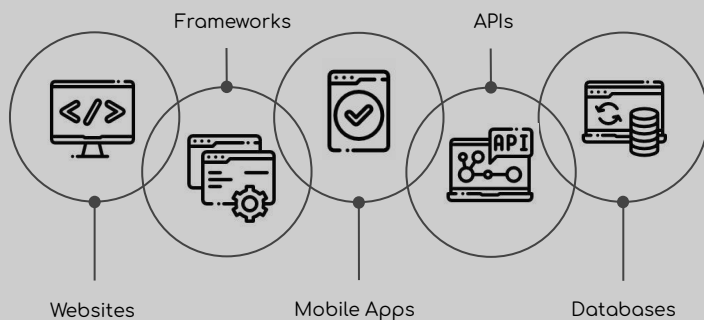 Frameworks
APIs
</>
API
Websites
Mobile Apps
Databases